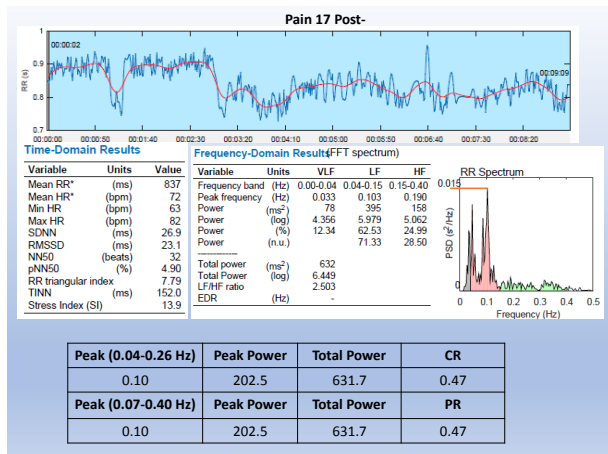 Pain 17 Post-
1
0.9
0.8
0.7
RR (s)
00:00:02
00:09:09
00:00:00 00:00:50 00:01:40 00:02:30 00:03:20 00:04:10 00:05:00 00:05:50 00:06:40 00:07:30 00:08:20
Time-Domain Results
Variable Units Value
Mean RR* (ms) 837
Mean HR* (bpm) 72
Min HR (bpm) 63
Max HR (bpm) 82
SDNN (ms) 26.9
RMSSD (ms) 23.1
NN50 (beats) 32
pNN50 (%) 4.90
RR triangular index 7.79
TINN (ms) 152.0
Stress Index (SI) 13.9
Frequency-Domain Results (FFT spectrum)
Variable Units VLF LF HF
Frequency band (Hz) 0.00-0.04 0.04-0.15 0.15-0.40
Peak frequency (Hz) 0.033 0.103 0.190
Power (ms²) 78 395 158
Power (log) 4.356 5.979 5.062
Power (%) 12.34 62.53 24.99
Power (n.u.) 71.33 28.50
Total power (ms²) 632
Total Power (log) 6.449
LF/HF ratio 2.503
EDR (Hz) -
RR Spectrum
0.015
PSD (s²/Hz)
0
0 0.1 0.2 0.3 0.4 0.5
Frequency (Hz)
Peak (0.04-0.26 Hz) Peak Power Total Power CR
0.10 202.5 631.7 0.47
Peak (0.07-0.40 Hz) Peak Power Total Power PR
0.10 202.5 631.7 0.47